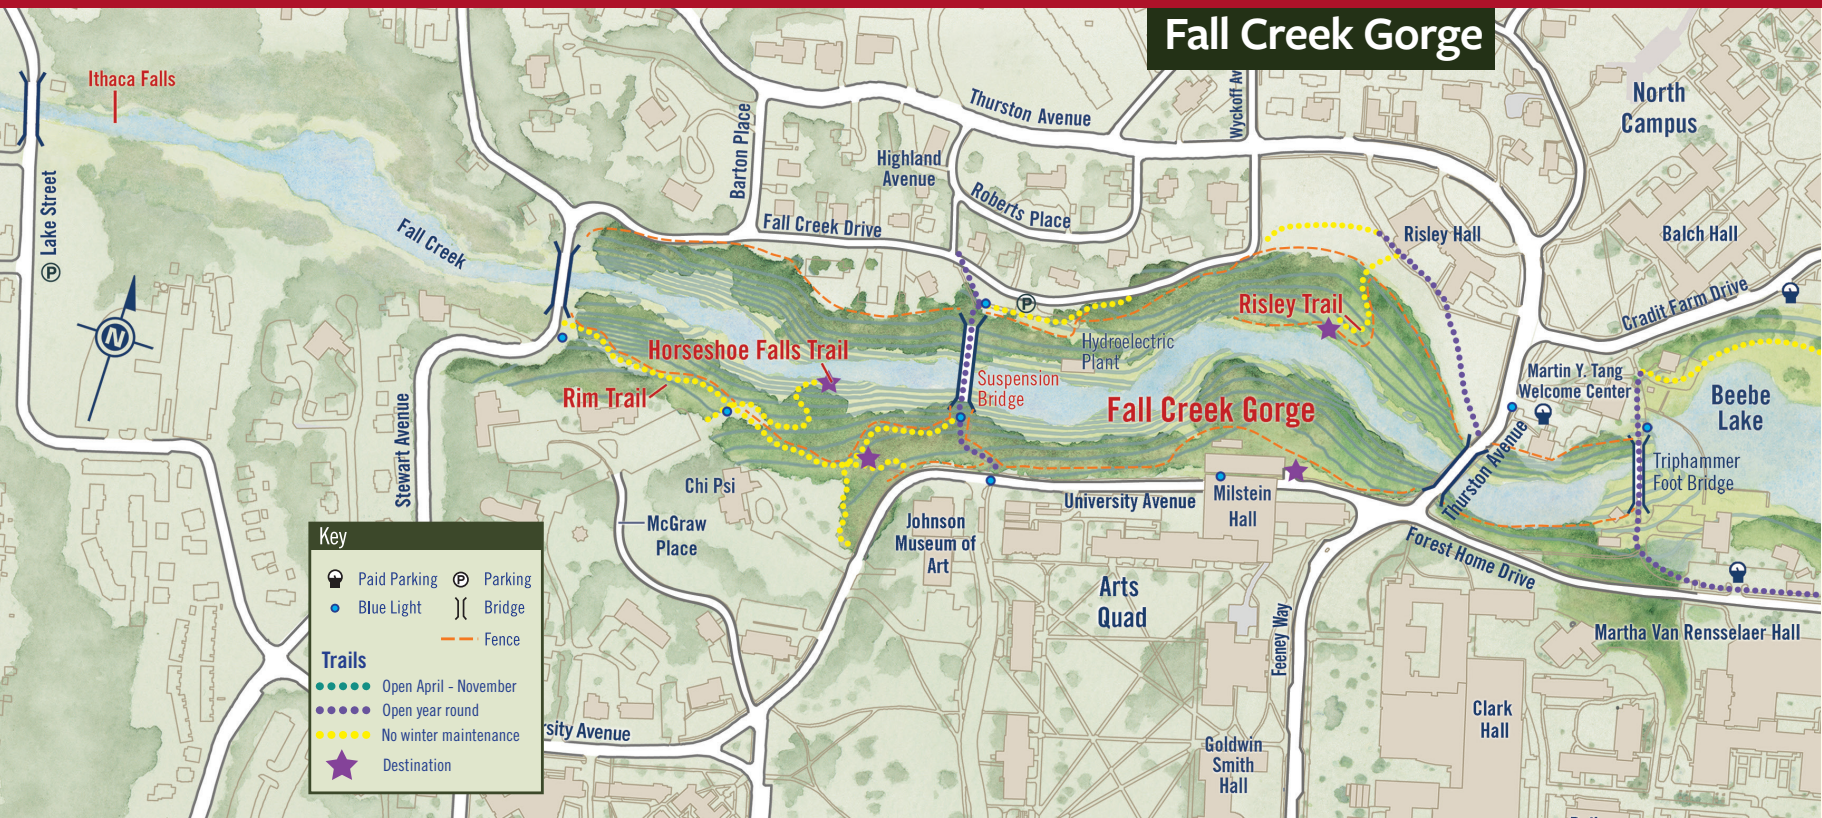 Fall Creek Gorge
Ithaca Falls
Lake Street
P
Fall Creek
N
Barton Place
Thurston Avenue
Wyckoff Av
Highland
Avenue
Roberts Place
Fall Creek Drive
North
Campus
Risley Hall
Balch Hall
Cradit Farm Drive
P
Risley Trail
Hydroelectric
Plant
Horseshoe Falls Trail
Rim Trail
Suspension
Bridge
Fall Creek Gorge
Martin Y. Tang
Welcome Center
Beebe
Lake
Thurston Avenue
Triphammer
Foot Bridge
Stewart Avenue
Chi Psi
McGraw
Place
University Avenue
Milstein
Hall
Johnson
Museum of
Art
Arts
Quad
Forest Home Drive
Feeney Way
Martha Van Rensselaer Hall
Clark
Hall
Goldwin
Smith
Hall
rsity Avenue
Key
Paid Parking
P Parking
Blue Light
Bridge
Fence
Trails
Open April - November
Open year round
No winter maintenance
Destination